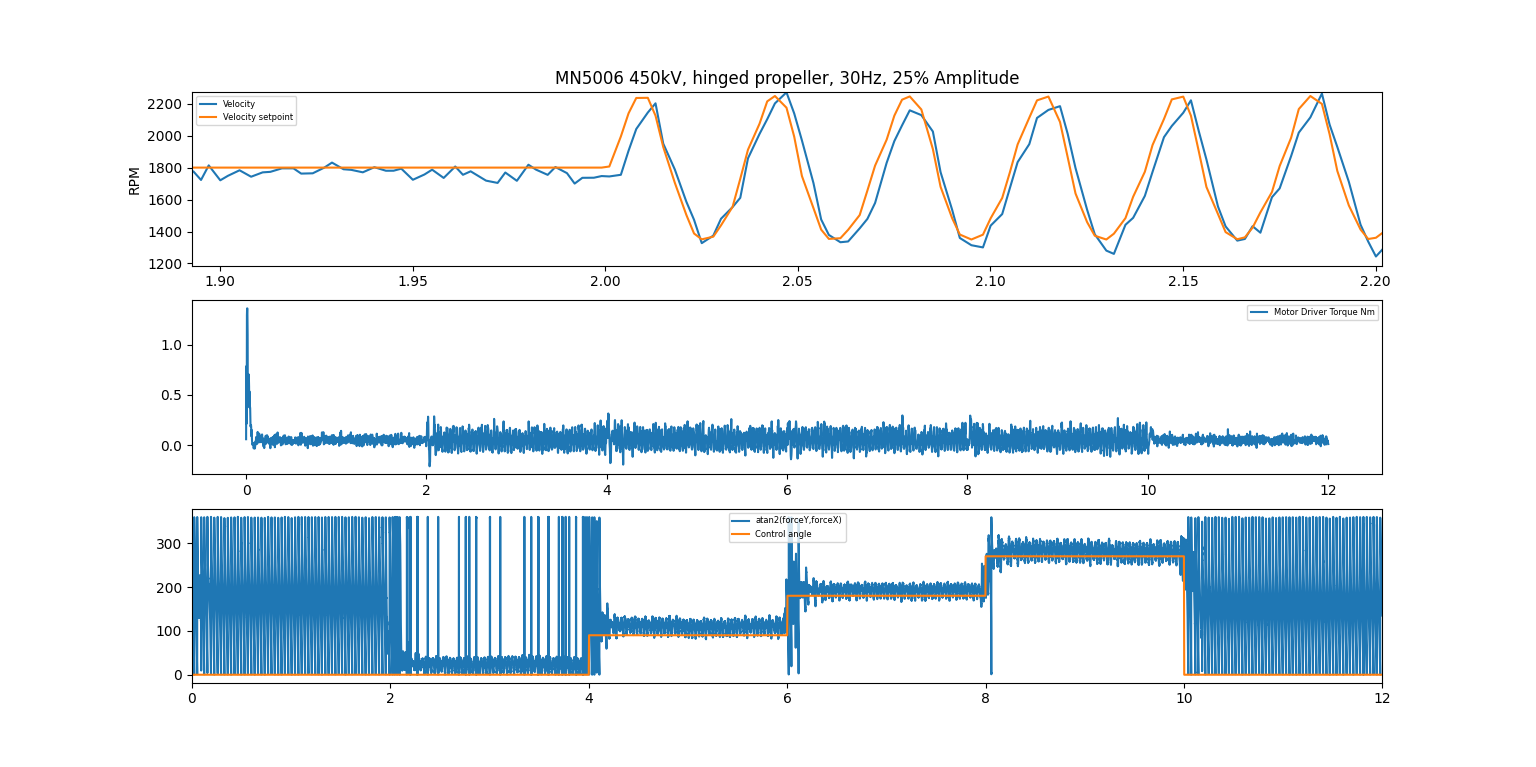 MN5006 450kV, hinged propeller, 30Hz, 25% Amplitude
2200
2000
1800
1600
1400
1200
RPM
Velocity
Velocity setpoint
1.90 1.95 2.00 2.05 2.10 2.15 2.20
1.0
0.5
0.0
Motor Driver Torque Nm
0 2 4 6 8 10 12
300
200
100
0
atan2(forceY,forceX)
Control angle
0 2 4 6 8 10 12